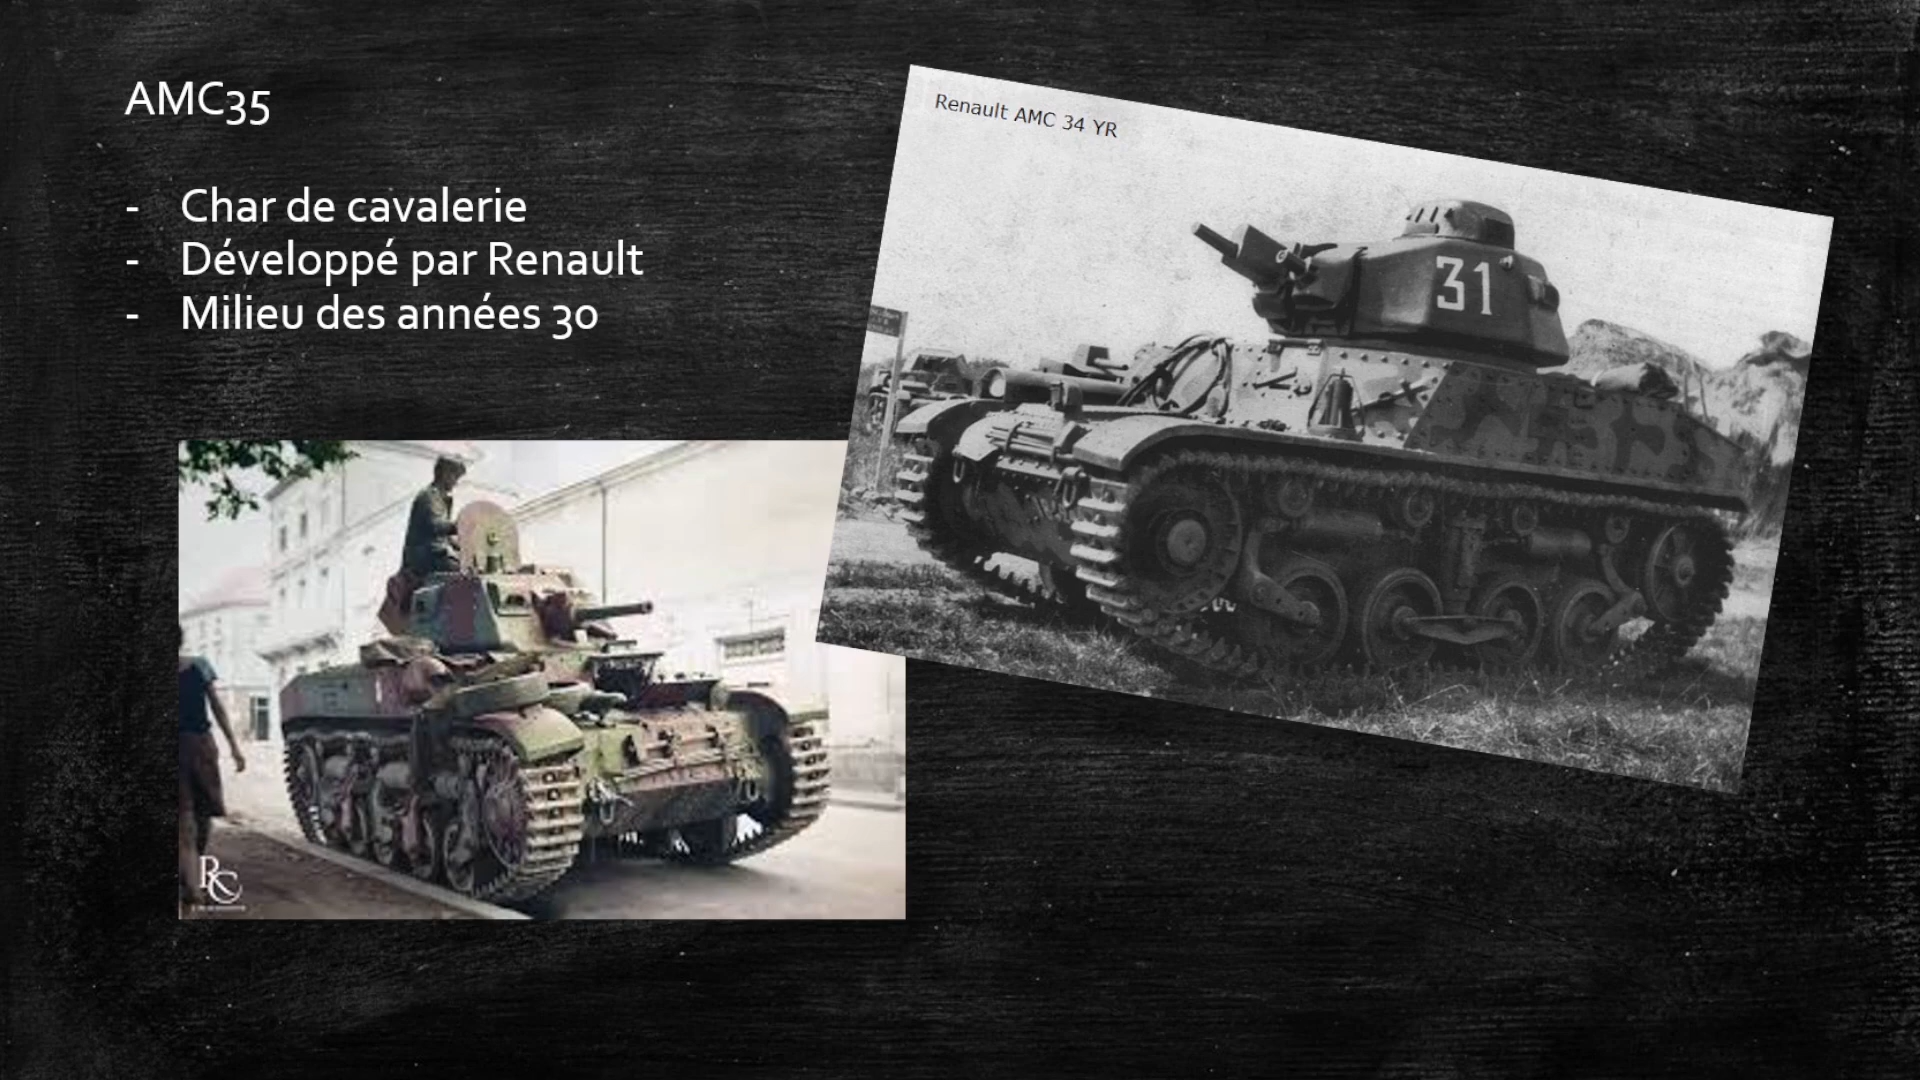 AMC35
- Char de cavalerie
- Développé par Renault
- Milieu des années 30
Renault AMC 34 YR
31
RC